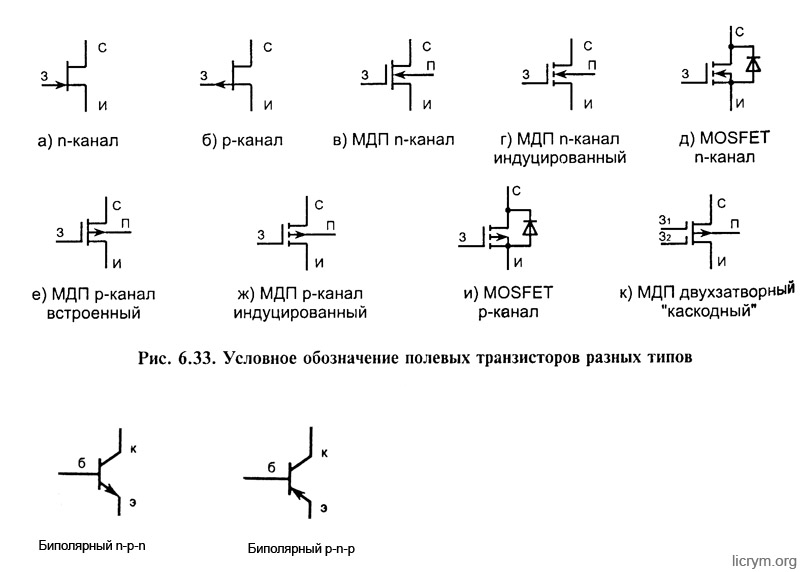 С С С С С
З З З П З П З
И И И И И
а) n-канал б) p-канал в) МДП n-канал г) МДП n-канал
индуцированный д) MOSFET
n-канал
С С С С
З П З П З З1 П
З2
И И И И
е) МДП p-канал
встроенный ж) МДП p-канал
индуцированный и) MOSFET
p-канал к) МДП двухзатворный
"каскодный"
Рис. 6.33. Условное обозначение полевых транзисторов разных типов
к к
б б
э э
Биполярный n-p-n Биполярный p-n-p
licrym.org